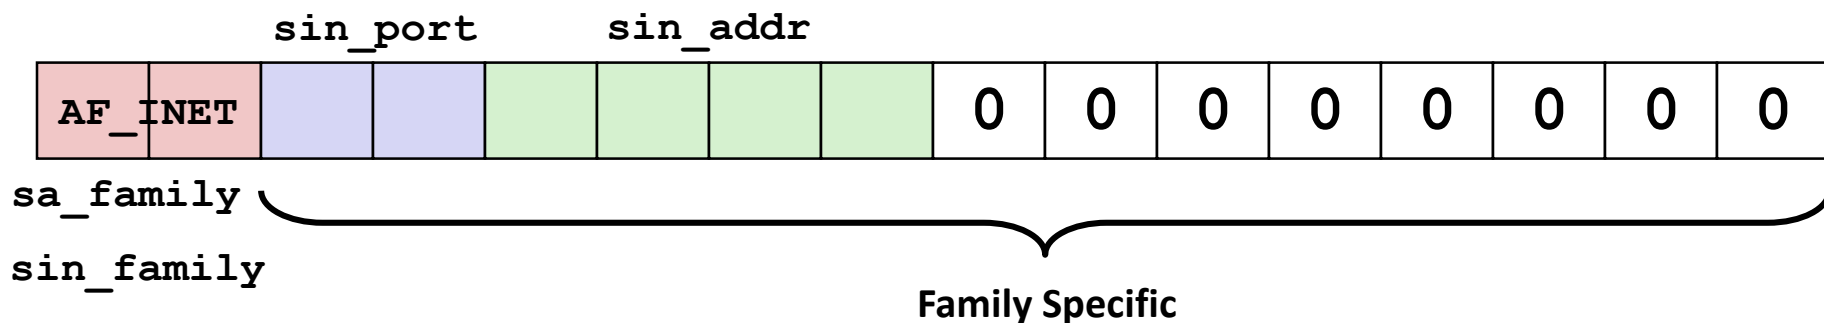 sin_port sin_addr
AF_INET 0 0 0 0 0 0 0 0
sa_family
sin_family
Family Specific